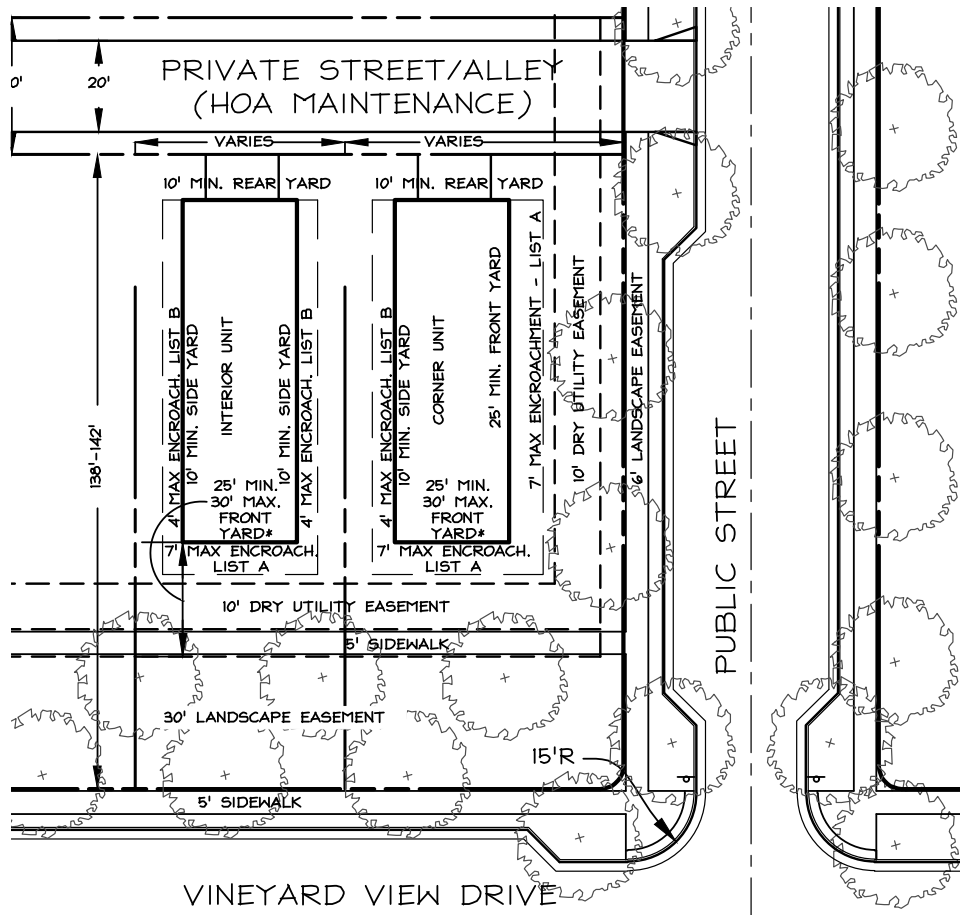 PRIVATE STREET/ALLEY
(HOA MAINTENANCE)
20'
VARIES
VARIES
10' MIN. REAR YARD
10' MIN. REAR YARD
138'-142'
4' MAX ENCROACH. LIST B
10' MIN. SIDE YARD
INTERIOR UNIT
10' MIN. SIDE YARD
4' MAX ENCROACH. LIST B
25' MIN.
30' MAX.
FRONT
YARD*
7' MAX ENCROACH.
LIST A
4' MAX ENCROACH. LIST B
10' MIN. SIDE YARD
CORNER UNIT
25' MIN. FRONT YARD
25' MIN.
30' MAX.
FRONT
YARD*
7' MAX ENCROACH.
LIST A
7' MAX ENCROACHMENT - LIST A
10' DRY UTILITY EASEMENT
6' LANDSCAPE EASEMENT
PUBLIC STREET
10' DRY UTILITY EASEMENT
5' SIDEWALK
30' LANDSCAPE EASEMENT
15'R
5' SIDEWALK
VINEYARD VIEW DRIVE